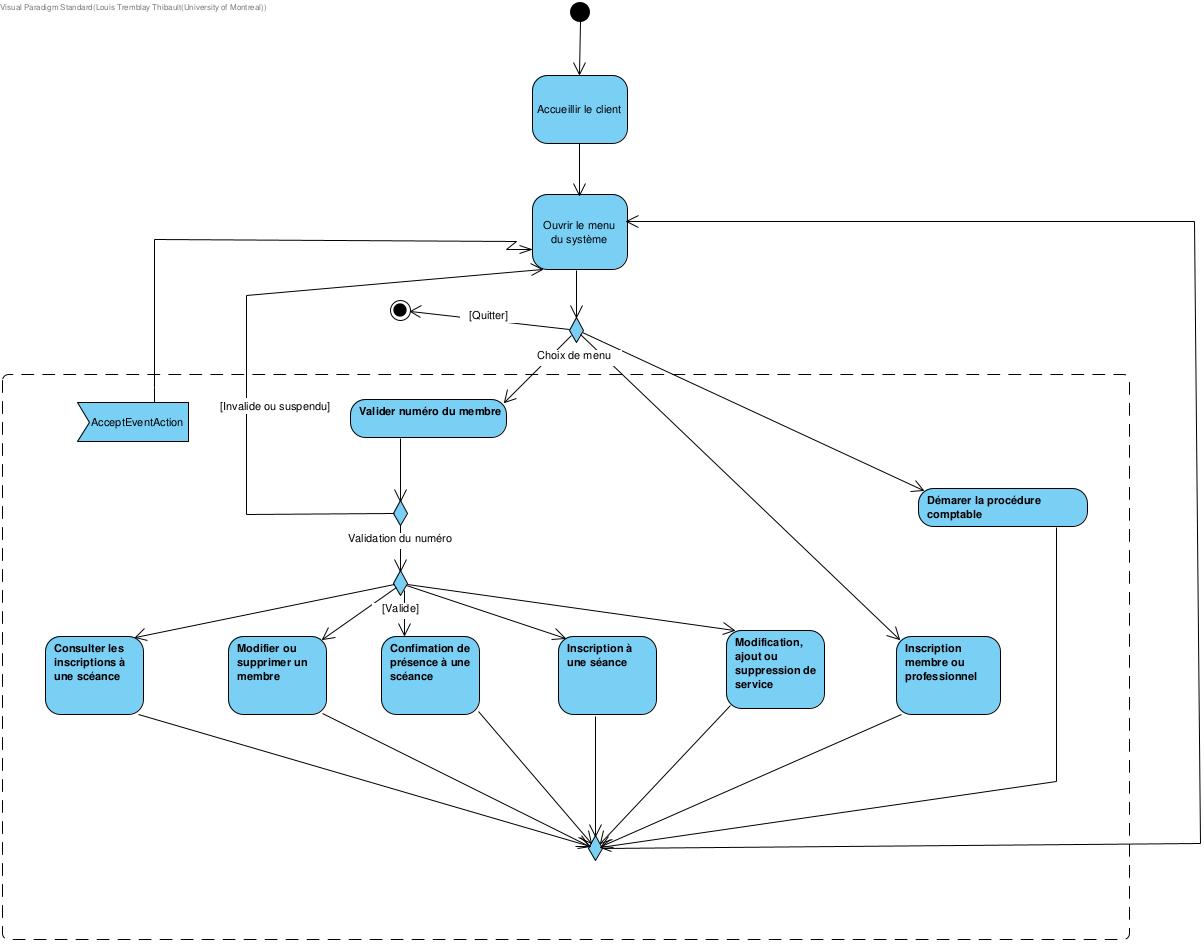 Visual Paradigm Standard(Louis Tremblay Thibault(University of Montreal))
Accueillir le client
Ouvrir le menu
du système
[Quitter]
Choix de menu
[Invalide ou suspendu]
Valider numéro du membre
AcceptEventAction
Démarer la procédure
comptable
Validation du numéro
[Valide]
Consulter les
inscriptions à
une scéance
Modifier ou
supprimer un
membre
Confimation de
présence à une
scéance
Inscription à
une séance
Modification,
ajout ou
suppression de
service
Inscription
membre ou
professionnel